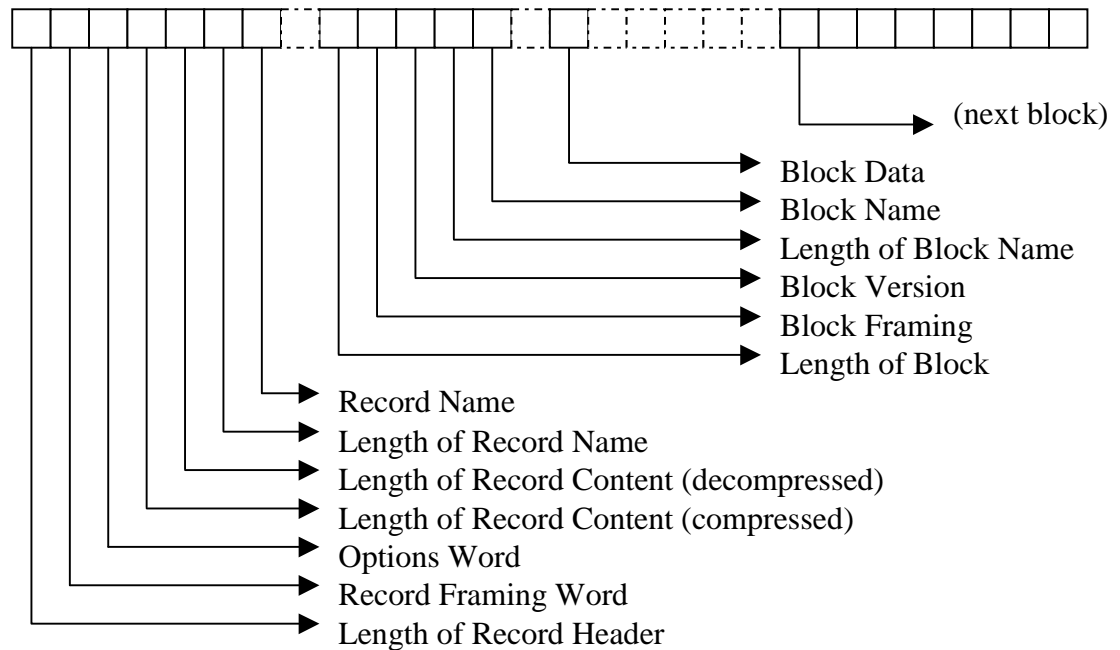 (next block)
Block Data
Block Name
Length of Block Name
Block Version
Block Framing
Length of Block
Record Name
Length of Record Name
Length of Record Content (decompressed)
Length of Record Content (compressed)
Options Word
Record Framing Word
Length of Record Header